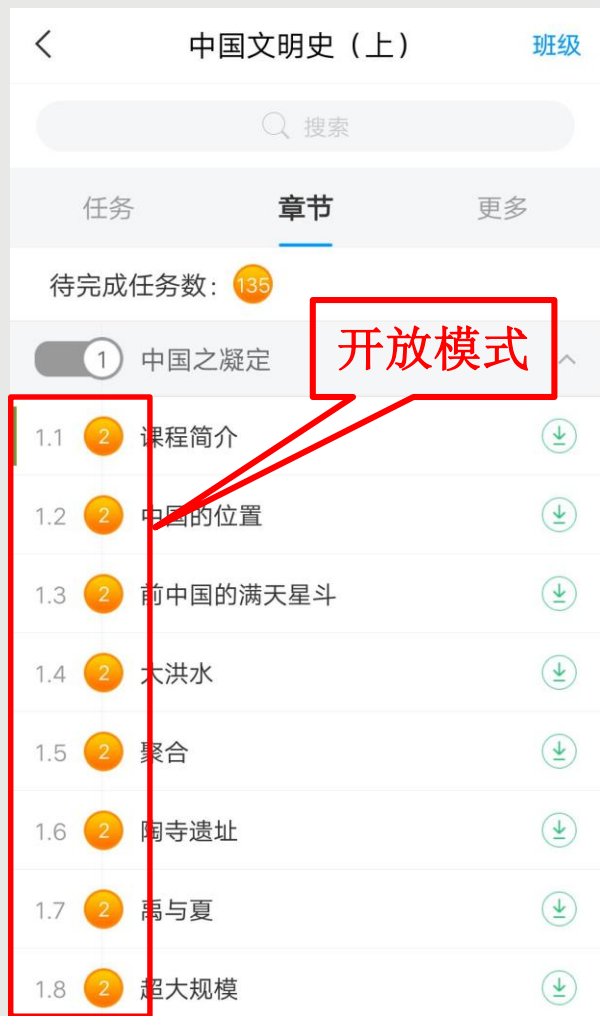 中国文明史（上）
班级
搜索
任务
章节
更多
待完成任务数：135
开放模式
1 中国之凝定
1.1 2 课程简介
1.2 2 中国的位置
1.3 2 前中国的满天星斗
1.4 2 大洪水
1.5 2 聚合
1.6 2 陶寺遗址
1.7 2 禹与夏
1.8 2 超大规模